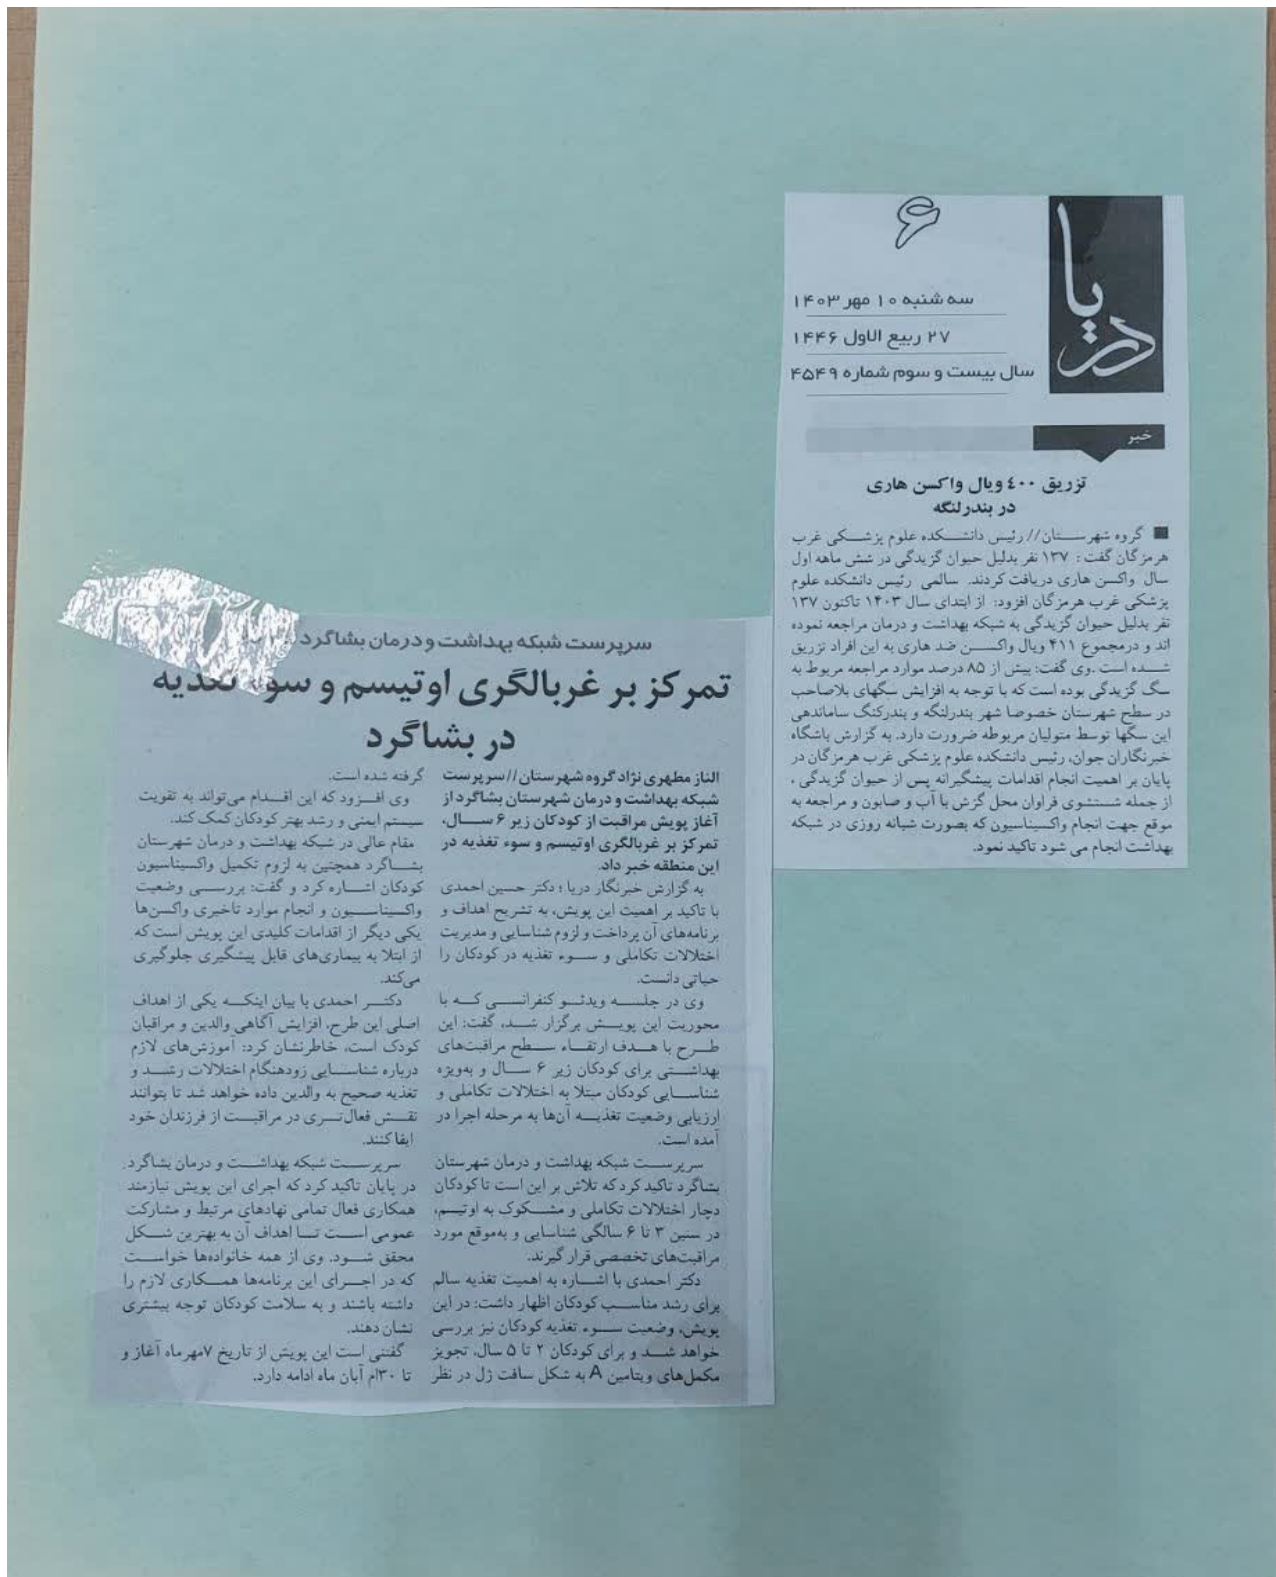 ۶
دریا
سه شنبه ۱۰ مهر ۱۴۰۳
۲۷ ربیع الاول ۱۴۴۶
سال بیست و سوم شماره ۴۵۴۹
خبر
تزریق ٤٠٠ ویال واکسن هاری
در بندرلنگه
■ گروه شهرستان// رئیس دانشکده علوم پزشکی غرب
هرمزگان گفت : ۱۳۷ نفر بدلیل حیوان گزیدگی در شش ماهه اول
سال واکسن هاری دریافت کردند. سالمی رئیس دانشکده علوم
پزشکی غرب هرمزگان افزود: از ابتدای سال ۱۴۰۳ تاکنون ۱۳۷
نفر بدلیل حیوان گزیدگی به شبکه بهداشت و درمان مراجعه نموده
اند و درمجموع ۴۱۱ ویال واکسن ضد هاری به این افراد تزریق
شده است .وی گفت: بیش از ۸۵ درصد موارد مراجعه مربوط به
سگ گزیدگی بوده است که با توجه به افزایش سگهای بلاصاحب
در سطح شهرستان خصوصا شهر بندرلنگه و بندرکنگ ساماندهی
این سگها توسط متولیان مربوطه ضرورت دارد. به گزارش باشگاه
خبرنگاران جوان، رئیس دانشکده علوم پزشکی غرب هرمزگان در
پایان بر اهمیت انجام اقدامات پیشگیرانه پس از حیوان گزیدگی ،
از جمله شستشوی فراوان محل گزش با آب و صابون و مراجعه به
موقع جهت انجام واکسیناسیون که بصورت شبانه روزی در شبکه
بهداشت انجام می شود تاکید نمود.
سرپرست شبکه بهداشت و درمان بشاگرد
تمرکز بر غربالگری اوتیسم و سوء تغذیه
در بشاگرد
الناز مطهری نژاد گروه شهرستان// سرپرست
شبکه بهداشت و درمان شهرستان بشاگرد از
آغاز پویش مراقبت از کودکان زیر ۶ سال،
تمرکز بر غربالگری اوتیسم و سوء تغذیه در
این منطقه خبر داد.
به گزارش خبرنگار دریا ؛ دکتر حسین احمدی
با تاکید بر اهمیت این پویش، به تشریح اهداف و
برنامه‌های آن پرداخت و لزوم شناسایی و مدیریت
اختلالات تکاملی و سوء تغذیه در کودکان را
حیاتی دانست.
وی در جلسه ویدئو کنفرانسی که با
محوریت این پویش برگزار شد، گفت: این
طرح با هدف ارتقاء سطح مراقبت‌های
بهداشتی برای کودکان زیر ۶ سال و به‌ویژه
شناسایی کودکان مبتلا به اختلالات تکاملی و
ارزیابی وضعیت تغذیه آن‌ها به مرحله اجرا در
آمده است.
سرپرست شبکه بهداشت و درمان شهرستان
بشاگرد تاکید کرد که تلاش بر این است تا کودکان
دچار اختلالات تکاملی و مشکوک به اوتیسم،
در سنین ۳ تا ۶ سالگی شناسایی و به‌موقع مورد
مراقبت‌های تخصصی قرار گیرند.
دکتر احمدی با اشاره به اهمیت تغذیه سالم
برای رشد مناسب کودکان اظهار داشت: در این
پویش، وضعیت سوء تغذیه کودکان نیز بررسی
خواهد شد و برای کودکان ۲ تا ۵ سال، تجویز
مکمل‌های ویتامین A به شکل سافت ژل در نظر
گرفته شده است.
وی افزود که این اقدام می‌تواند به تقویت
سیستم ایمنی و رشد بهتر کودکان کمک کند.
مقام عالی در شبکه بهداشت و درمان شهرستان
بشاگرد همچنین به لزوم تکمیل واکسیناسیون
کودکان اشاره کرد و گفت: بررسی وضعیت
واکسیناسیون و انجام موارد تاخیری واکسن‌ها
یکی دیگر از اقدامات کلیدی این پویش است که
از ابتلا به بیماری‌های قابل پیشگیری جلوگیری
می‌کند.
دکتر احمدی با بیان اینکه یکی از اهداف
اصلی این طرح، افزایش آگاهی والدین و مراقبان
کودک است، خاطرنشان کرد: آموزش‌های لازم
درباره شناسایی زودهنگام اختلالات رشد و
تغذیه صحیح به والدین داده خواهد شد تا بتوانند
نقش فعال‌تری در مراقبت از فرزندان خود
ایفا کنند.
سرپرست شبکه بهداشت و درمان بشاگرد
در پایان تاکید کرد که اجرای این پویش نیازمند
همکاری فعال تمامی نهادهای مرتبط و مشارکت
عمومی است تا اهداف آن به بهترین شکل
محقق شود. وی از همه خانواده‌ها خواست
که در اجرای این برنامه‌ها همکاری لازم را
داشته باشند و به سلامت کودکان توجه بیشتری
نشان دهند.
گفتنی است این پویش از تاریخ ۷مهرماه آغاز و
تا ۳۰ام آبان ماه ادامه دارد.